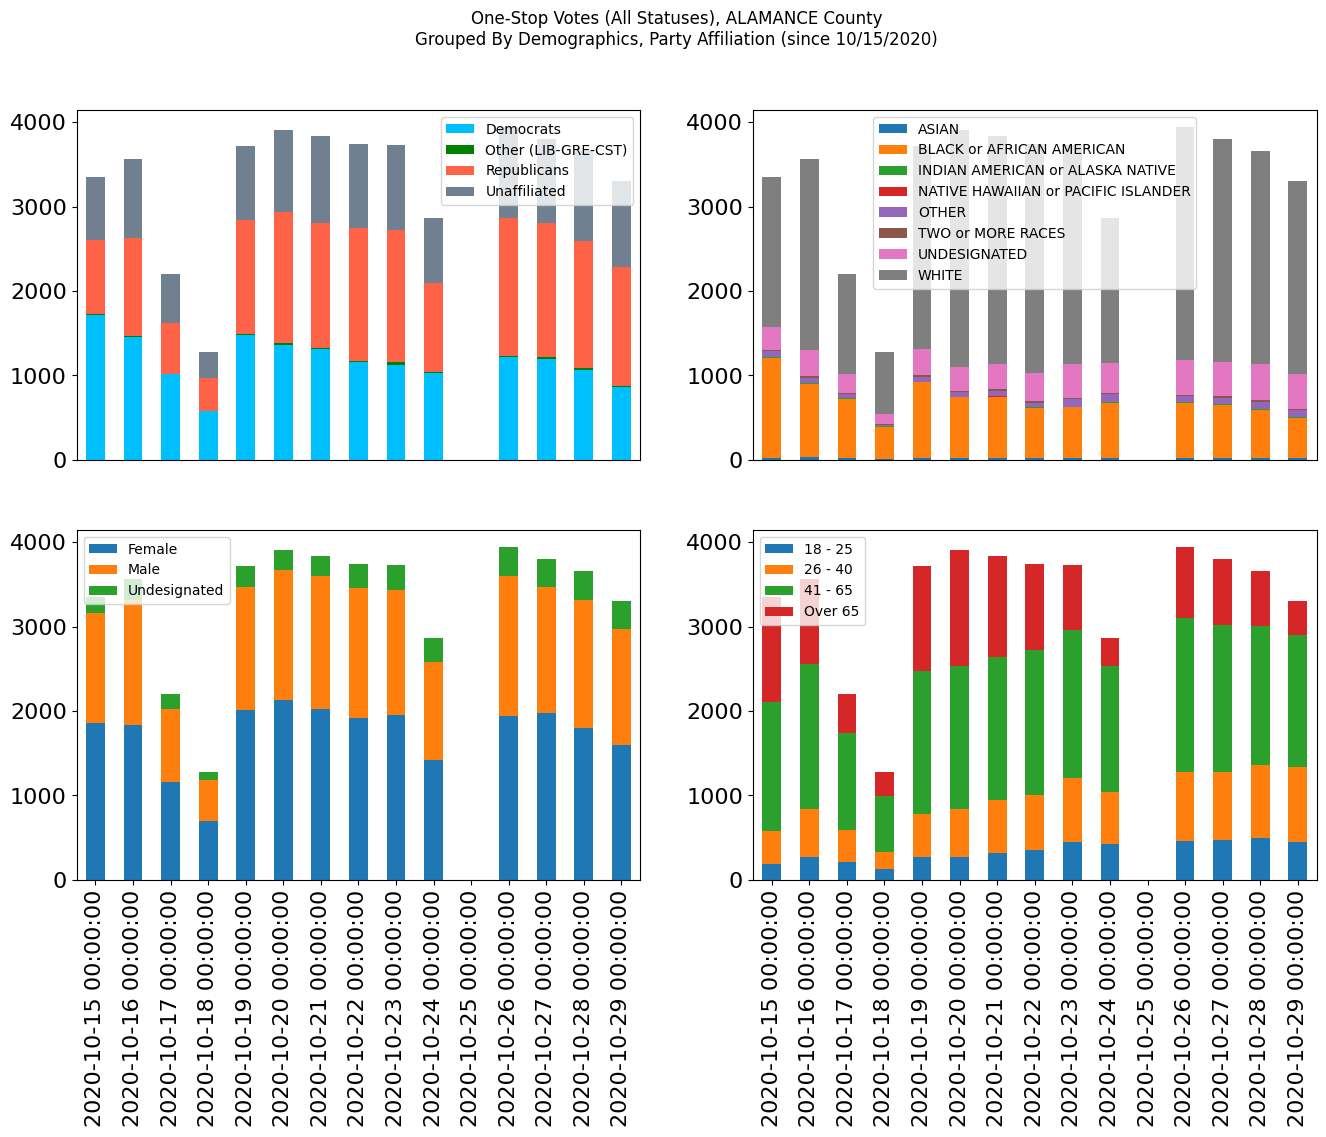 One-Stop Votes (All Statuses), ALAMANCE County
Grouped By Demographics, Party Affiliation (since 10/15/2020)
4000
3000
2000
1000
0
Democrats
Other (LIB-GRE-CST)
Republicans
Unaffiliated
4000
3000
2000
1000
0
ASIAN
BLACK or AFRICAN AMERICAN
INDIAN AMERICAN or ALASKA NATIVE
NATIVE HAWAIIAN or PACIFIC ISLANDER
OTHER
TWO or MORE RACES
UNDESIGNATED
WHITE
4000
3000
2000
1000
0
Female
Male
Undesignated
2020-10-15 00:00:00
2020-10-16 00:00:00
2020-10-17 00:00:00
2020-10-18 00:00:00
2020-10-19 00:00:00
2020-10-20 00:00:00
2020-10-21 00:00:00
2020-10-22 00:00:00
2020-10-23 00:00:00
2020-10-24 00:00:00
2020-10-25 00:00:00
2020-10-26 00:00:00
2020-10-27 00:00:00
2020-10-28 00:00:00
2020-10-29 00:00:00
4000
3000
2000
1000
0
18 - 25
26 - 40
41 - 65
Over 65
2020-10-15 00:00:00
2020-10-16 00:00:00
2020-10-17 00:00:00
2020-10-18 00:00:00
2020-10-19 00:00:00
2020-10-20 00:00:00
2020-10-21 00:00:00
2020-10-22 00:00:00
2020-10-23 00:00:00
2020-10-24 00:00:00
2020-10-25 00:00:00
2020-10-26 00:00:00
2020-10-27 00:00:00
2020-10-28 00:00:00
2020-10-29 00:00:00